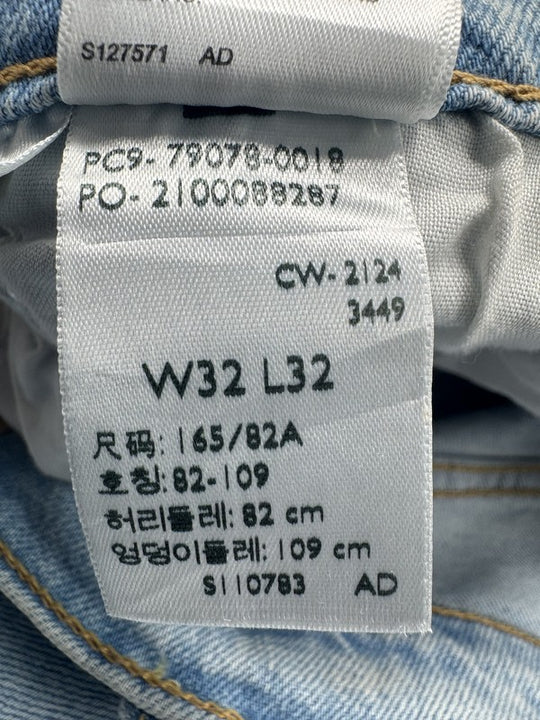 S127571 AD
PC9- 79078-0018
PO- 2100088287
CW- 2124
3449
W32 L32
尺码: 165/82A
호칭: 82-109
허리둘레: 82 cm
엉덩이둘레: 109 cm
S110783 AD